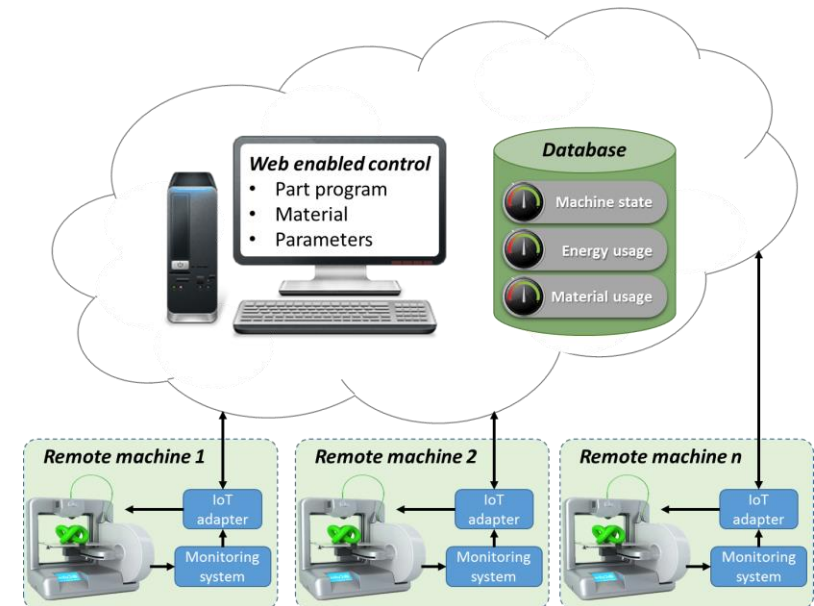 Web enabled control
• Part program
• Material
• Parameters
Database
Machine state
Energy usage
Material usage
Remote machine 1
IoT
adapter
Monitoring
system
Remote machine 2
IoT
adapter
Monitoring
system
Remote machine n
IoT
adapter
Monitoring
system